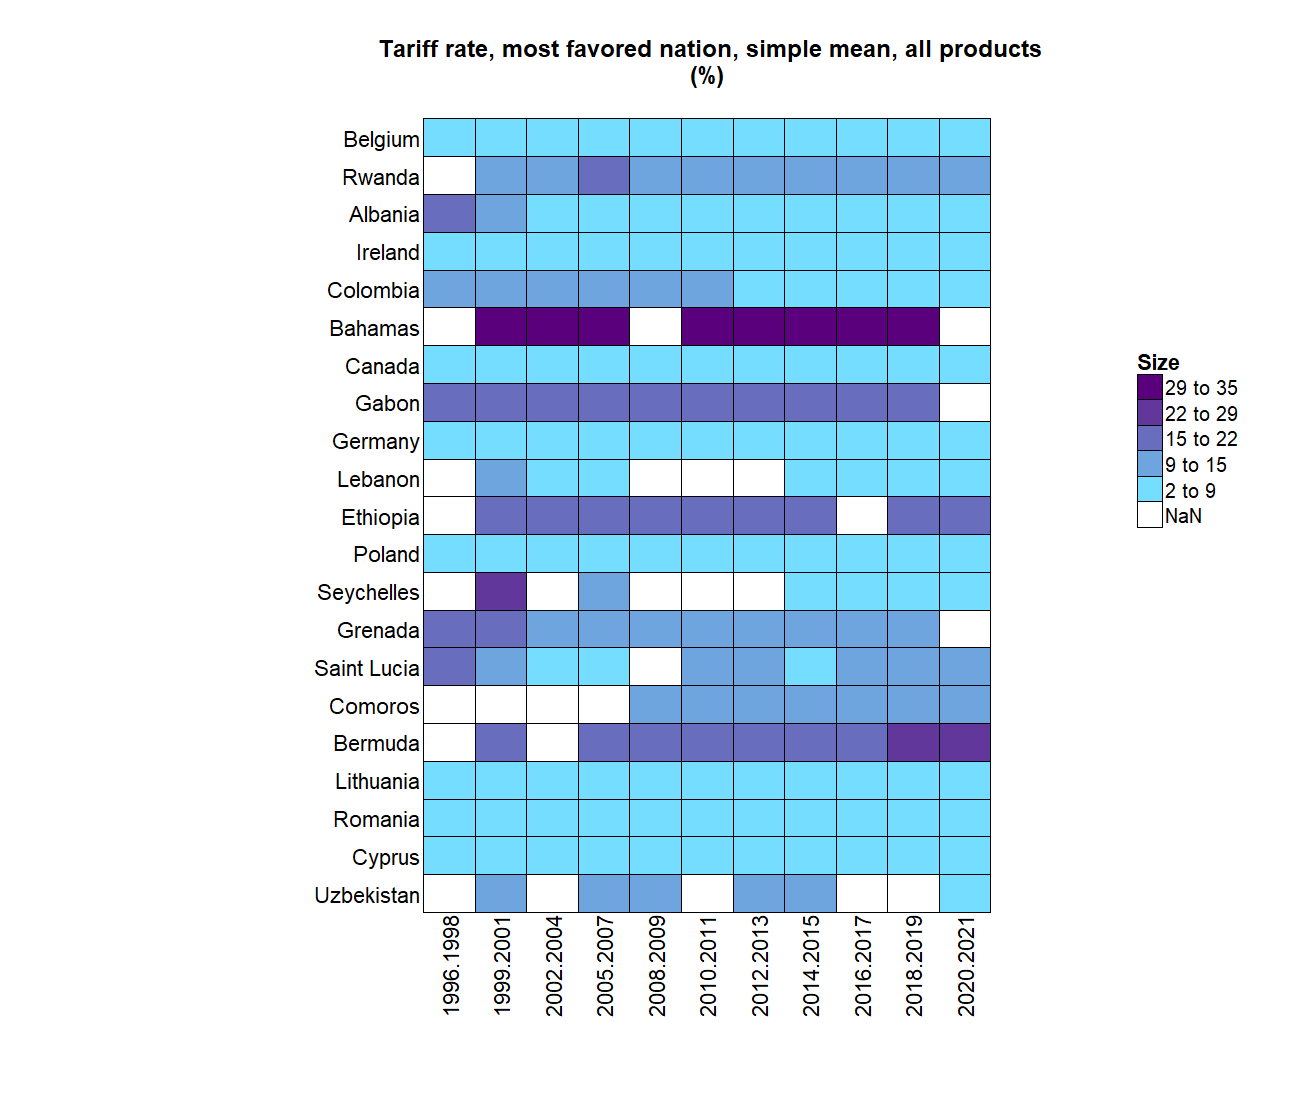 Tariff rate, most favored nation, simple mean, all products
(%)
Belgium
Rwanda
Albania
Ireland
Colombia
Bahamas
Canada
Gabon
Germany
Lebanon
Ethiopia
Poland
Seychelles
Grenada
Saint Lucia
Comoros
Bermuda
Lithuania
Romania
Cyprus
Uzbekistan
1996.1998
1999.2001
2002.2004
2005.2007
2008.2009
2010.2011
2012.2013
2014.2015
2016.2017
2018.2019
2020.2021
Size
29 to 35
22 to 29
15 to 22
9 to 15
2 to 9
NaN